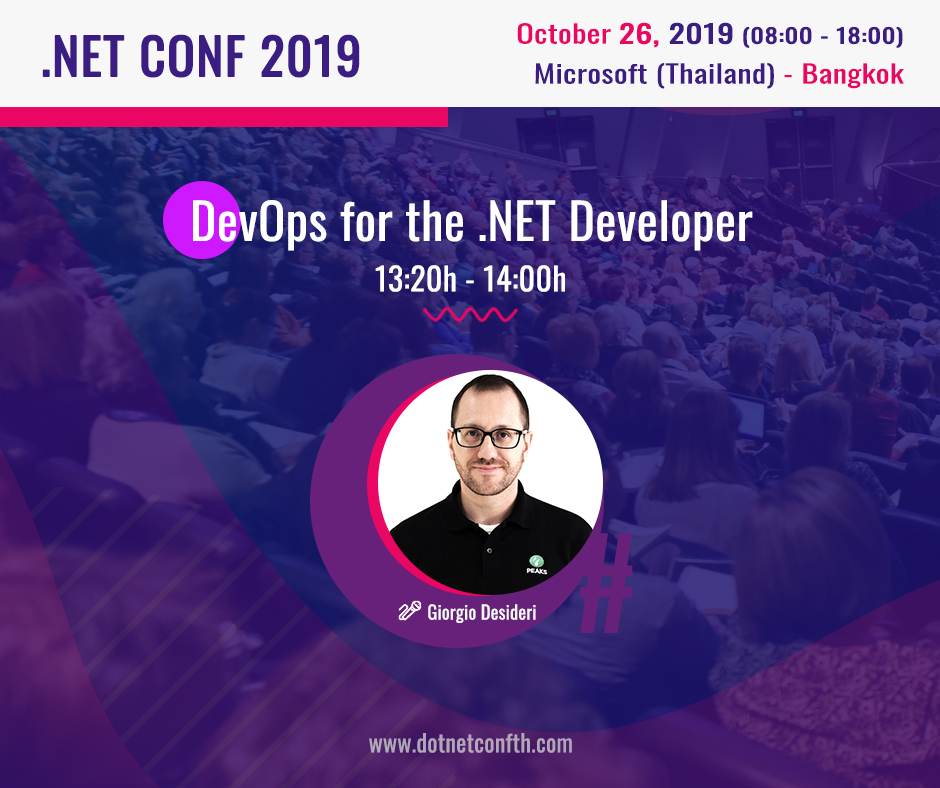 .NET CONF 2019
October 26, 2019 (08:00 - 18:00)
Microsoft (Thailand) - Bangkok
DevOps for the .NET Developer
13:20h - 14:00h
PEAKS
#
Giorgio Desideri
www.dotnetconfth.com